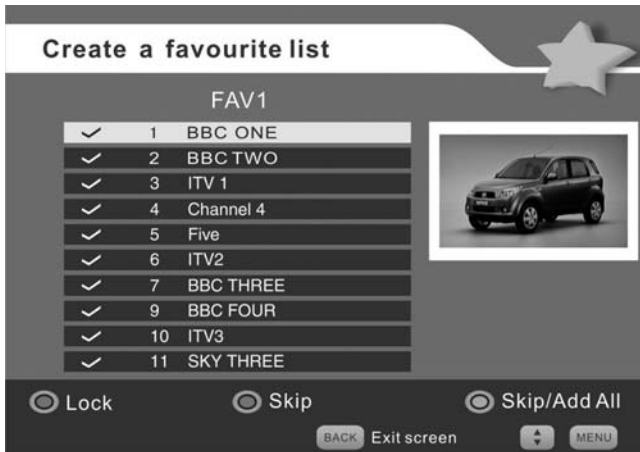 Create a favourite list
FAV1
1 BBC ONE
2 BBC TWO
3 ITV 1
4 Channel 4
5 Five
6 ITV2
7 BBC THREE
9 BBC FOUR
10 ITV3
11 SKY THREE
Lock Skip Skip/Add All
BACK Exit screen MENU